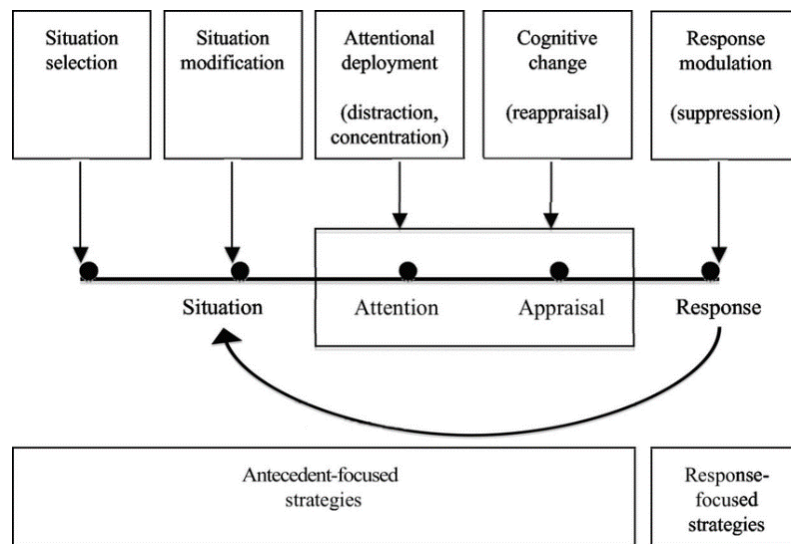 Situation
selection
Situation
modification
Attentional
deployment
(distraction,
concentration)
Cognitive
change
(reappraisal)
Response
modulation
(suppression)
Situation
Attention
Appraisal
Response
Antecedent-focused
strategies
Response-
focused
strategies